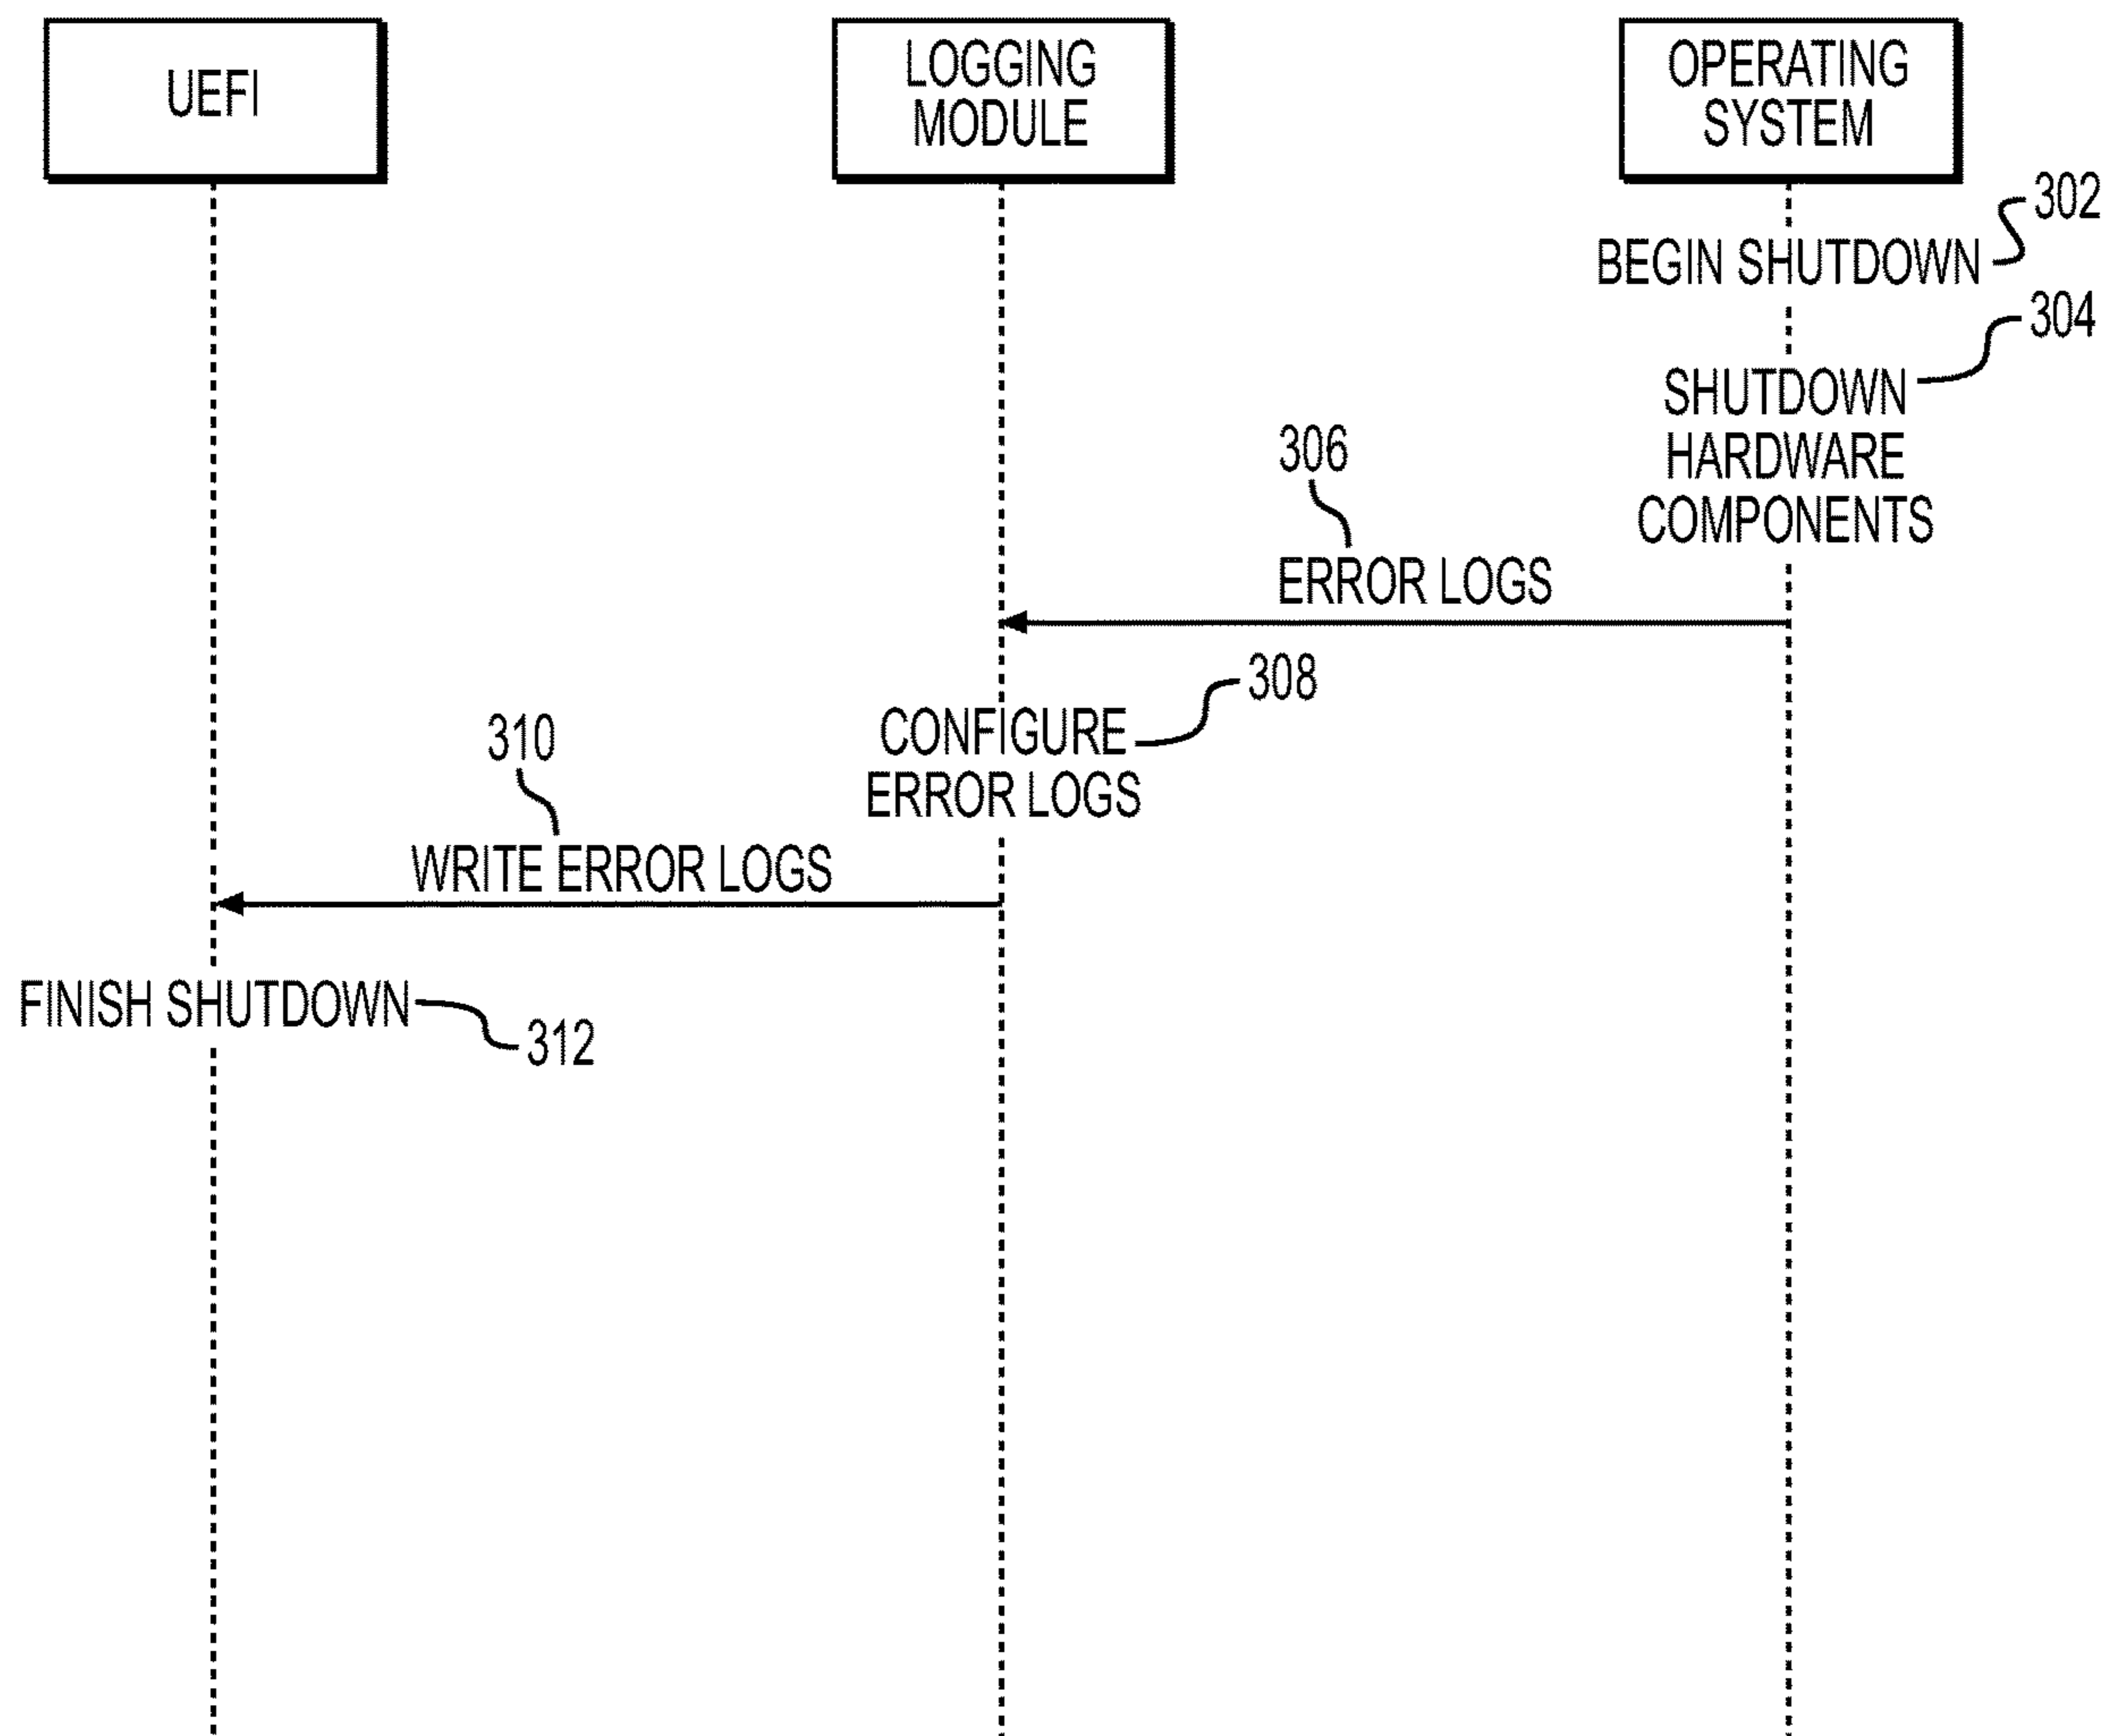 UEFI
LOGGING
MODULE
OPERATING
SYSTEM
302
BEGIN SHUTDOWN
304
SHUTDOWN
HARDWARE
COMPONENTS
306
ERROR LOGS
308
CONFIGURE
ERROR LOGS
310
WRITE ERROR LOGS
FINISH SHUTDOWN
312